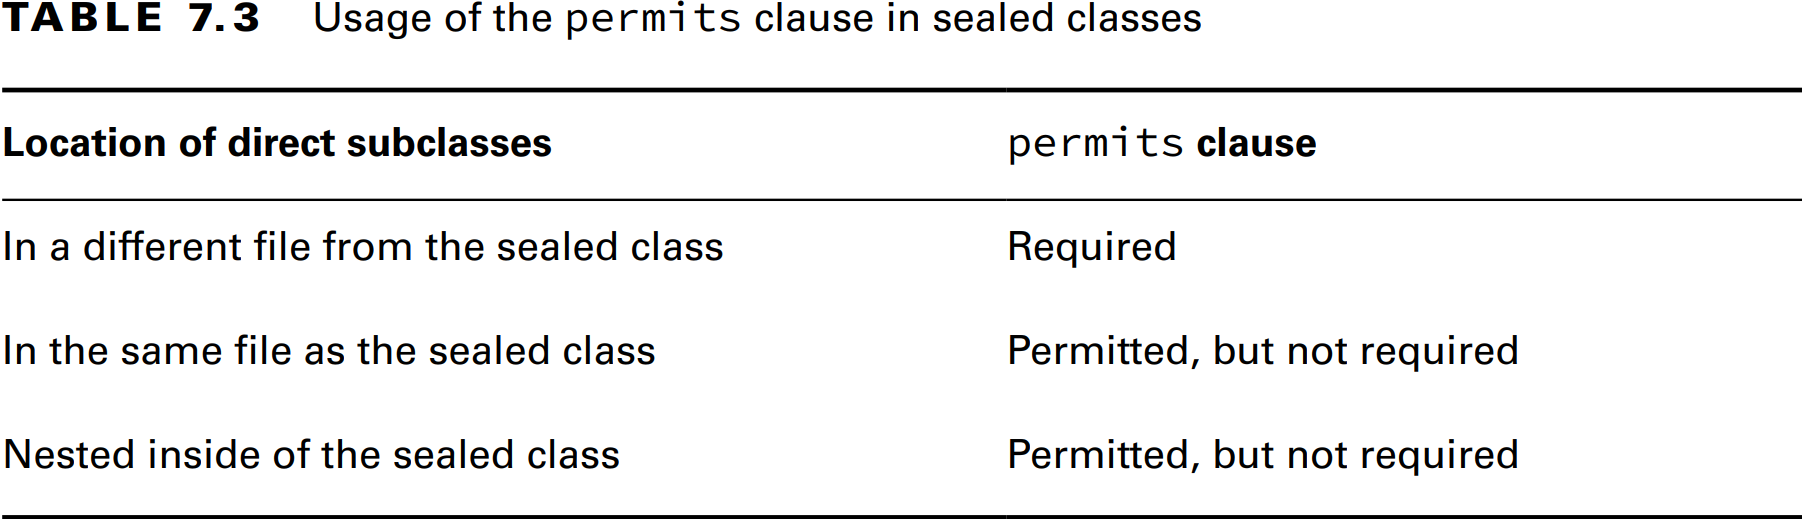 TABLE 7.3 Usage of the permits clause in sealed classes
Location of direct subclasses permits clause
In a different file from the sealed class Required
In the same file as the sealed class Permitted, but not required
Nested inside of the sealed class Permitted, but not required